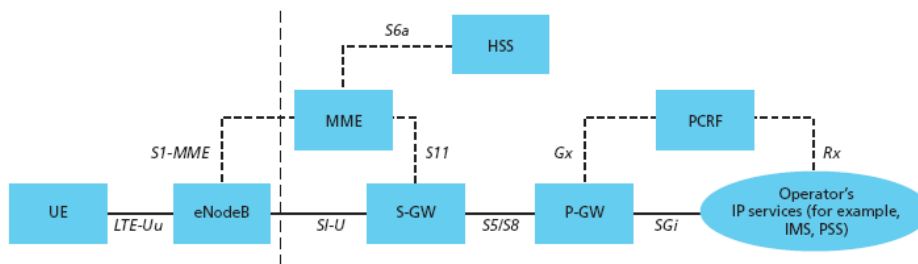 S6a
HSS
MME
PCRF
S1-MME
S11
Gx
Rx
UE
eNodeB
S-GW
P-GW
Operator's
IP services (for example,
IMS, PSS)
LTE-Uu
SI-U
S5/S8
SGi